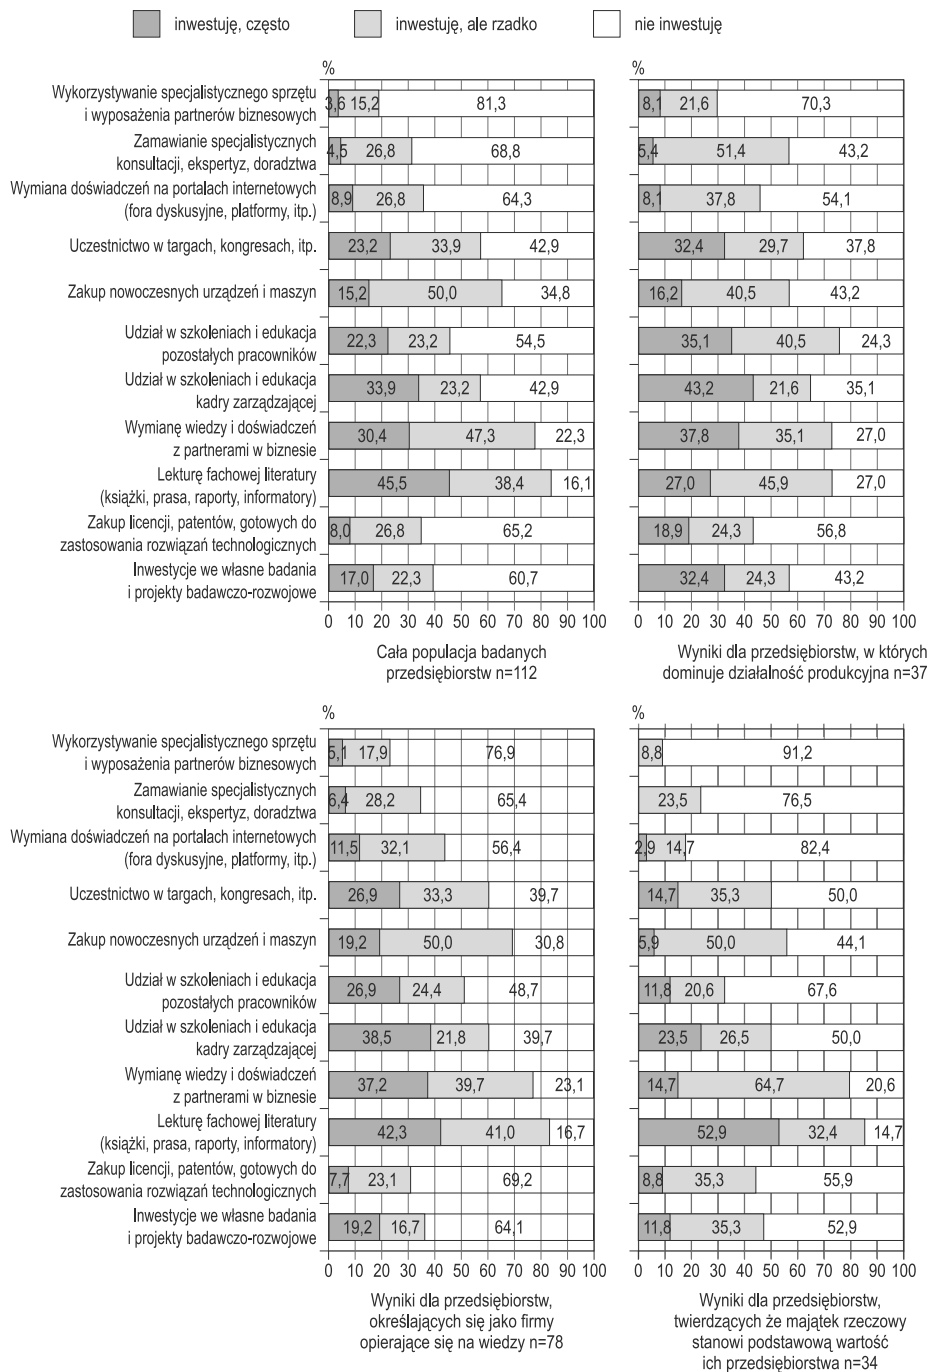 inwestuję, często inwestuję, ale rzadko nie inwestuję
% %
Wykorzystywanie specjalistycznego sprzętu
i wyposażenia partnerów biznesowych
3,6 15,2 81,3 8,1 21,6 70,3
Zamawianie specjalistycznych
konsultacji, ekspertyz, doradztwa
4,5 26,8 68,8 5,4 51,4 43,2
Wymiana doświadczeń na portalach internetowych
(fora dyskusyjne, platformy, itp.)
8,9 26,8 64,3 8,1 37,8 54,1
Uczestnictwo w targach, kongresach, itp.
23,2 33,9 42,9 32,4 29,7 37,8
Zakup nowoczesnych urządzeń i maszyn
15,2 50,0 34,8 16,2 40,5 43,2
Udział w szkoleniach i edukacja
pozostałych pracowników
22,3 23,2 54,5 35,1 40,5 24,3
Udział w szkoleniach i edukacja
kadry zarządzającej
33,9 23,2 42,9 43,2 21,6 35,1
Wymianę wiedzy i doświadczeń
z partnerami w biznesie
30,4 47,3 22,3 37,8 35,1 27,0
Lekturę fachowej literatury
(książki, prasa, raporty, informatory)
45,5 38,4 16,1 27,0 45,9 27,0
Zakup licencji, patentów, gotowych do
zastosowania rozwiązań technologicznych
8,0 26,8 65,2 18,9 24,3 56,8
Inwestycje we własne badania
i projekty badawczo-rozwojowe
17,0 22,3 60,7 32,4 24,3 43,2
0 10 20 30 40 50 60 70 80 90 100 0 10 20 30 40 50 60 70 80 90 100
Cała populacja badanych
przedsiębiorstw n=112
Wyniki dla przedsiębiorstw, w których
dominuje działalność produkcyjna n=37
% %
Wykorzystywanie specjalistycznego sprzętu
i wyposażenia partnerów biznesowych
5,1 17,9 76,9 8,8 91,2
Zamawianie specjalistycznych
konsultacji, ekspertyz, doradztwa
6,4 28,2 65,4 23,5 76,5
Wymiana doświadczeń na portalach internetowych
(fora dyskusyjne, platformy, itp.)
11,5 32,1 56,4 2,9 14,7 82,4
Uczestnictwo w targach, kongresach, itp.
26,9 33,3 39,7 14,7 35,3 50,0
Zakup nowoczesnych urządzeń i maszyn
19,2 50,0 30,8 5,9 50,0 44,1
Udział w szkoleniach i edukacja
pozostałych pracowników
26,9 24,4 48,7 11,8 20,6 67,6
Udział w szkoleniach i edukacja
kadry zarządzającej
38,5 21,8 39,7 23,5 26,5 50,0
Wymianę wiedzy i doświadczeń
z partnerami w biznesie
37,2 39,7 23,1 14,7 64,7 20,6
Lekturę fachowej literatury
(książki, prasa, raporty, informatory)
42,3 41,0 16,7 52,9 32,4 14,7
Zakup licencji, patentów, gotowych do
zastosowania rozwiązań technologicznych
7,7 23,1 69,2 8,8 35,3 55,9
Inwestycje we własne badania
i projekty badawczo-rozwojowe
19,2 16,7 64,1 11,8 35,3 52,9
0 10 20 30 40 50 60 70 80 90 100 0 10 20 30 40 50 60 70 80 90 100
Wyniki dla przedsiębiorstw,
określających się jako firmy
opierające się na wiedzy n=78
Wyniki dla przedsiębiorstw,
twierdzących że majątek rzeczowy
stanowi podstawową wartość
ich przedsiębiorstwa n=34